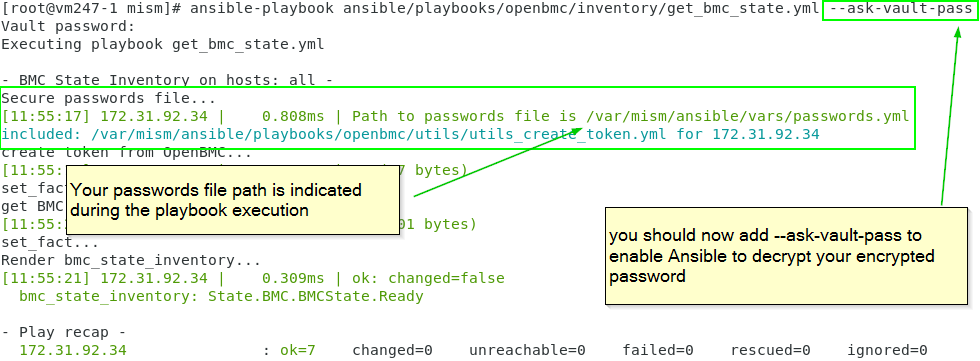 [root@vm247-1 mism]# ansible-playbook ansible/playbooks/openbmc/inventory/get_bmc_state.yml --ask-vault-pass
Vault password:
Executing playbook get_bmc_state.yml
- BMC State Inventory on hosts: all -
Secure passwords file...
[11:55:17] 172.31.92.34 |    0.808ms | Path to passwords file is /var/mism/ansible/vars/passwords.yml
included: /var/mism/ansible/playbooks/openbmc/utils/utils_create_token.yml for 172.31.92.34
create token from OpenBMC...
[11:55: 7 bytes)
set_fact
get BMC
[11:55: 01 bytes)
set_fact...
Render bmc_state_inventory...
[11:55:21] 172.31.92.34 |    0.309ms | ok: changed=false
  bmc_state_inventory: State.BMC.BMCState.Ready
- Play recap -
  172.31.92.34               : ok=7    changed=0    unreachable=0    failed=0    rescued=0    ignored=0
Your passwords file path is indicated
during the playbook execution
you should now add --ask-vault-pass to
enable Ansible to decrypt your encrypted
password